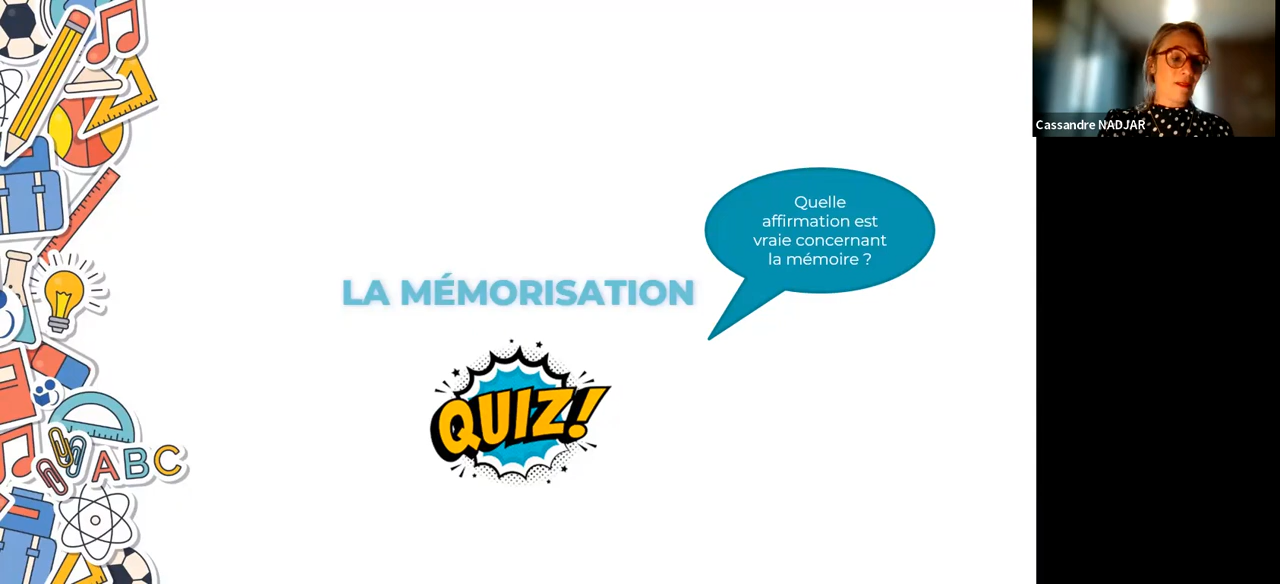 Cassandre NADJAR
Quelle
affirmation est
vraie concernant
la mémoire ?
LA MÉMORISATION
QUIZ!
ABC